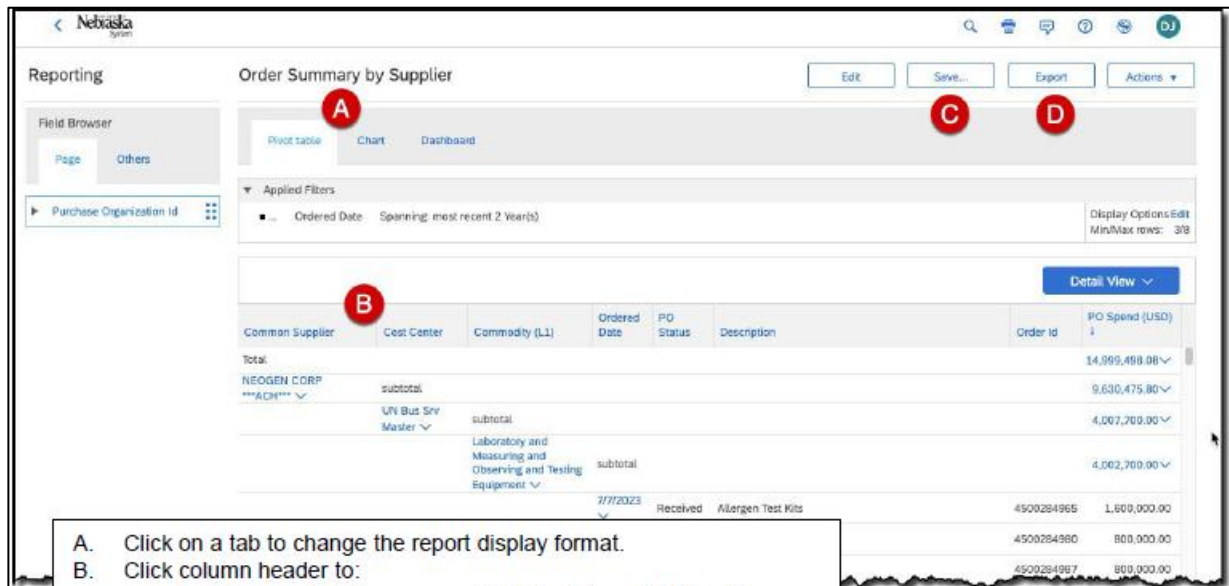 Nebraska
System
DJ
Reporting
Order Summary by Supplier
Edit
Save...
Export
Actions
A
C
D
Field Browser
Page Others
Pivot table Chart Dashboard
Applied Filters
Purchase Organization Id
... Ordered Date Spanning: most recent 2 Year(s)
Display Options Edit
Min/Max rows: 3/8
Detail View
B
Common Supplier Cost Center Commodity (L1) Ordered Date PO Status Description Order Id PO Spend (USD)
Total 14,999,498.08
NEOGEN CORP ***ACH*** subtotal 9,630,475.80
UN Bus Srv Master subtotal 4,007,700.00
Laboratory and Measuring and Observing and Testing Equipment subtotal 4,002,700.00
7/7/2023 Received Allergen Test Kits 4500284965 1,600,000.00
4500284980 800,000.00
4500284987 800,000.00
A. Click on a tab to change the report display format.
B. Click column header to: